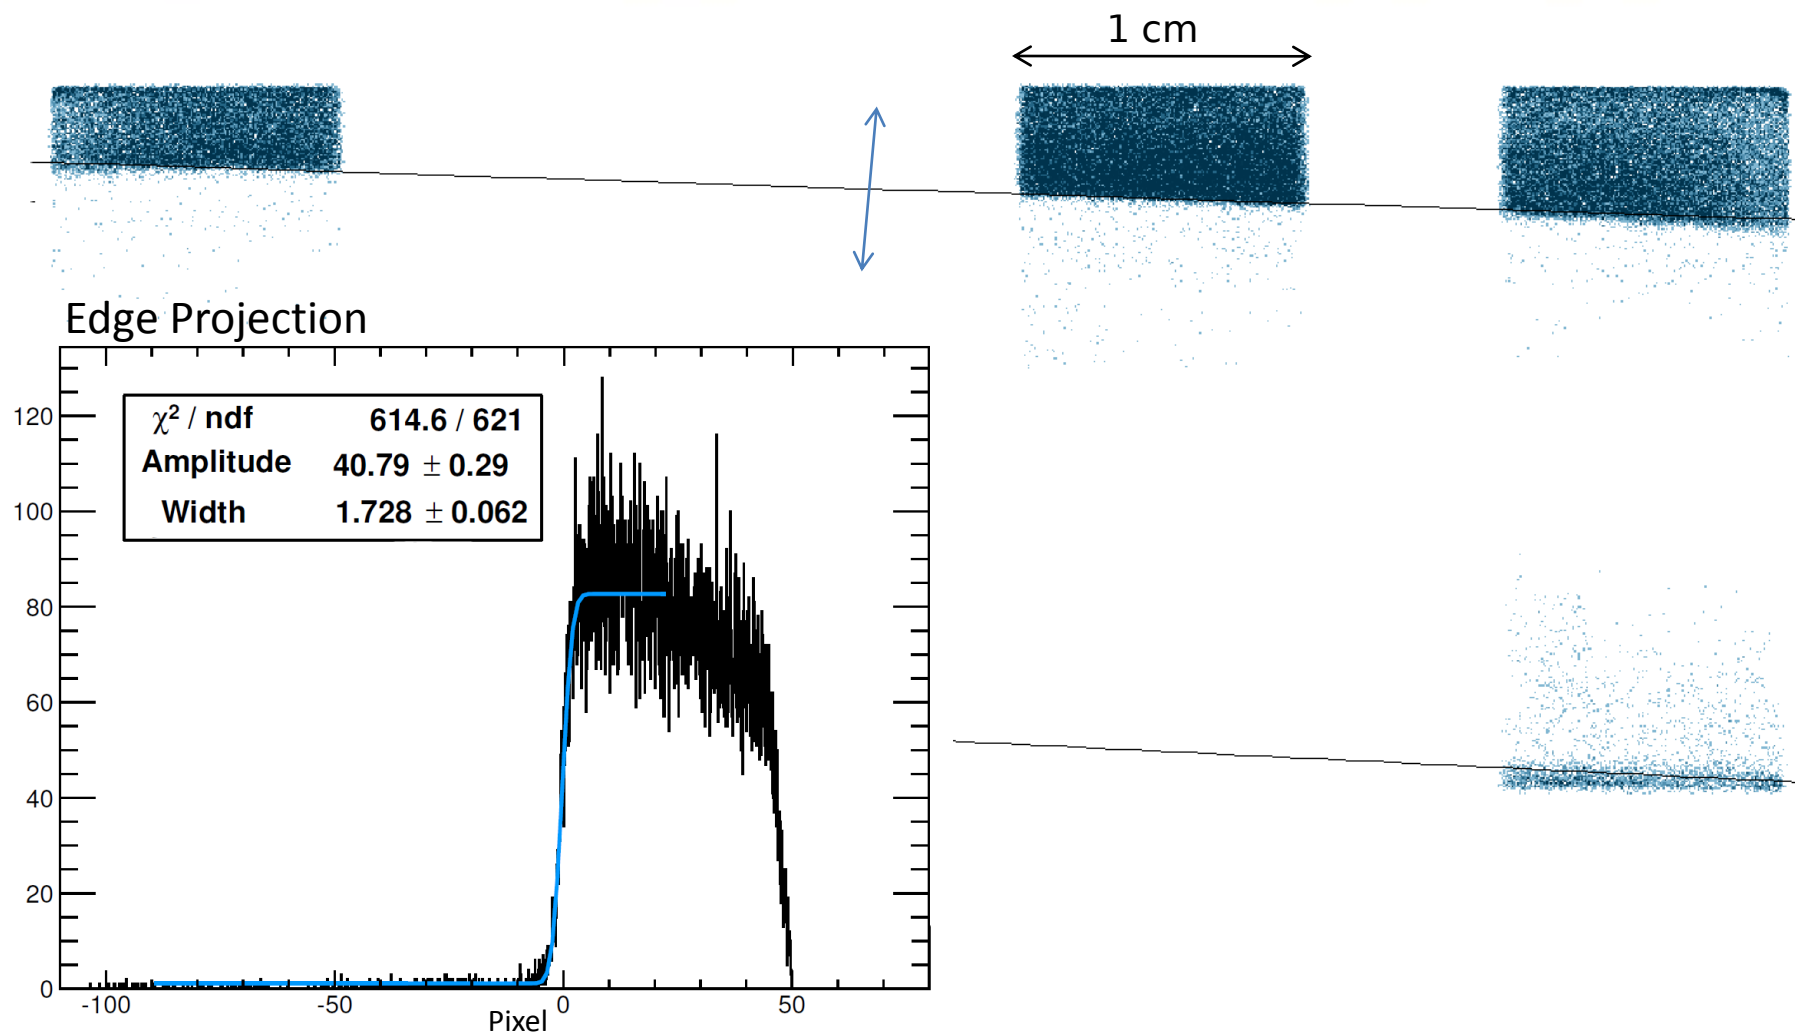 1 cm
Edge Projection
χ² / ndf 614.6 / 621
Amplitude 40.79 ± 0.29
Width 1.728 ± 0.062
120
100
80
60
40
20
0
-100 -50 0 50
Pixel